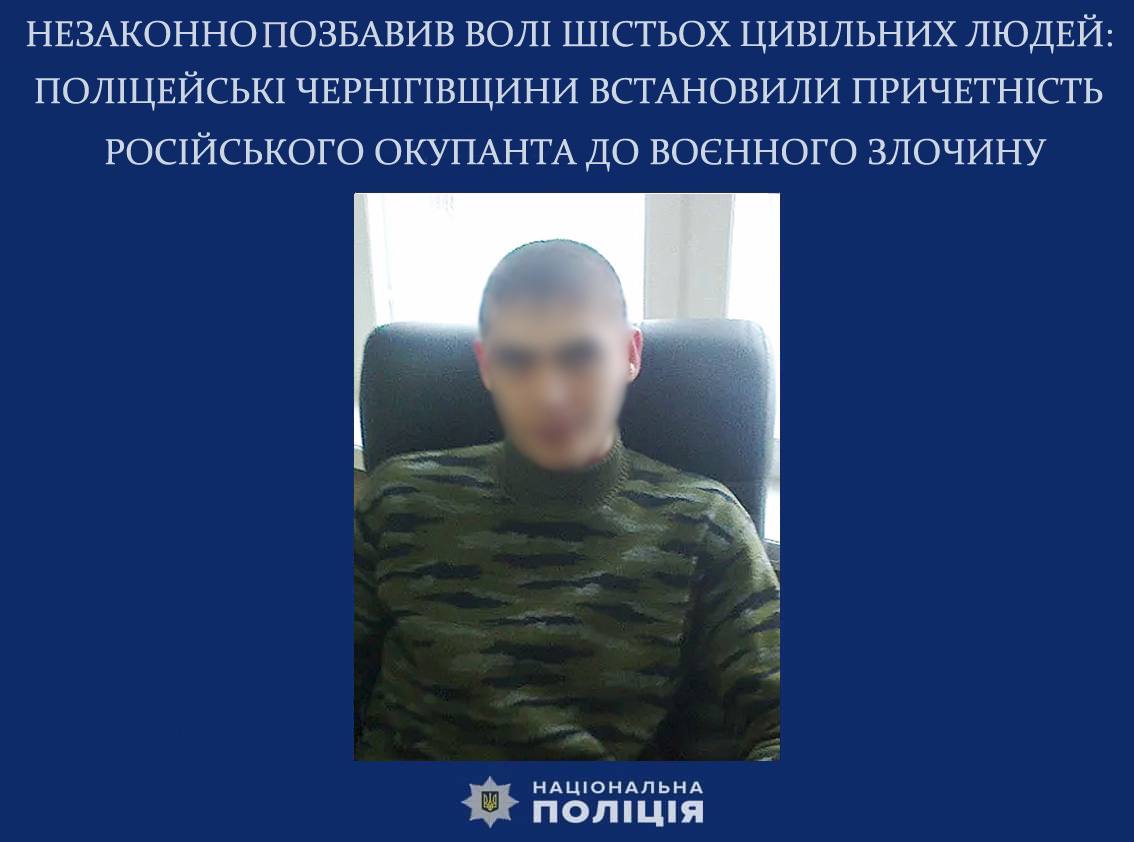 НЕЗАКОННО ПОЗБАВИВ ВОЛІ ШІСТЬОХ ЦИВІЛЬНИХ ЛЮДЕЙ:
ПОЛІЦЕЙСЬКІ ЧЕРНІГІВЩИНИ ВСТАНОВИЛИ ПРИЧЕТНІСТЬ
РОСІЙСЬКОГО ОКУПАНТА ДО ВОЄННОГО ЗЛОЧИНУ
НАЦІОНАЛЬНА
ПОЛІЦІЯ